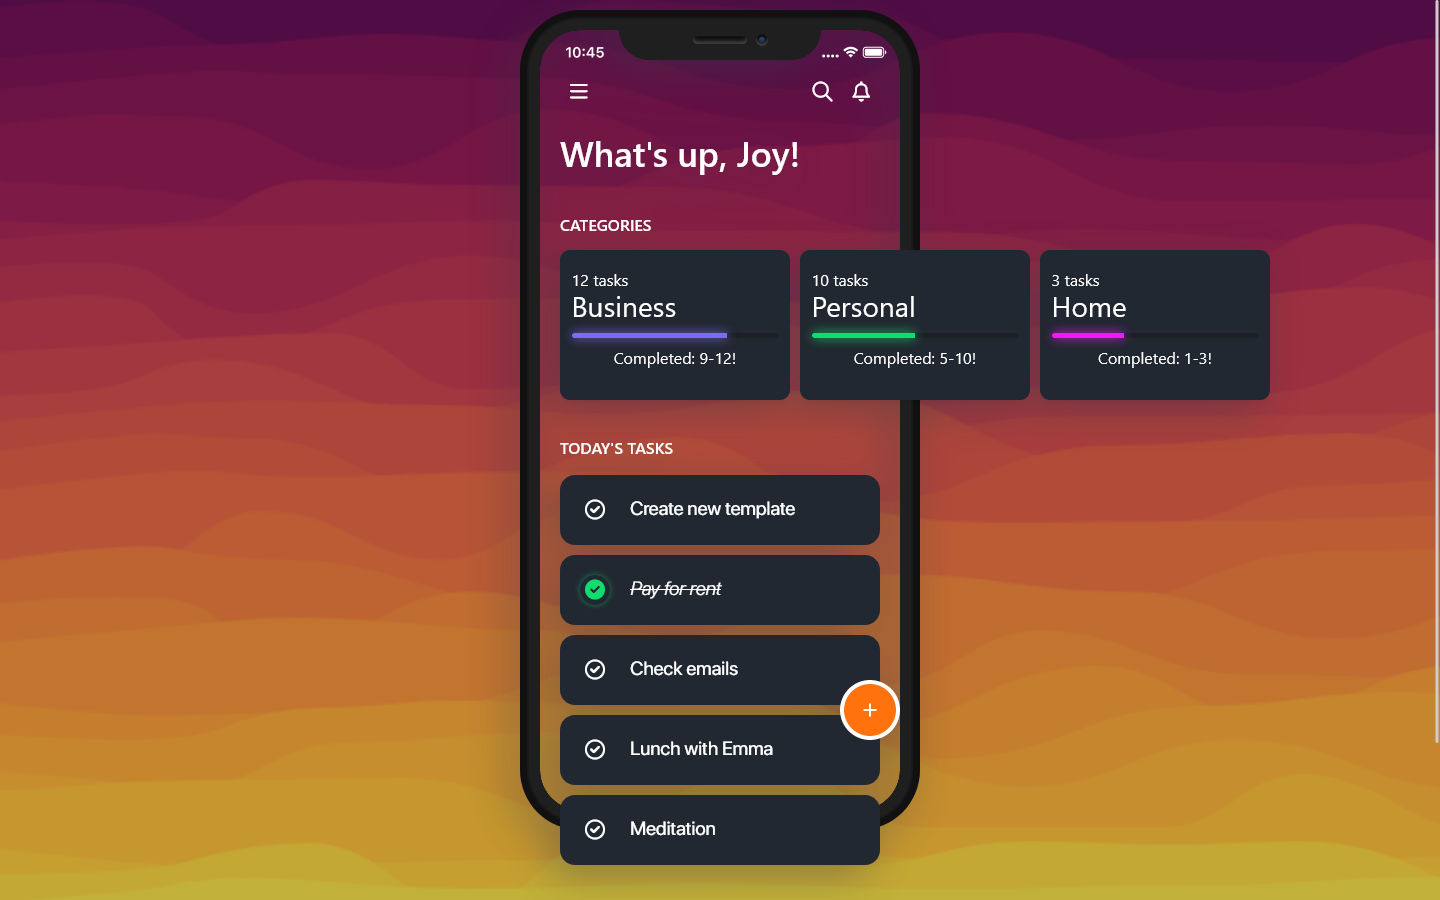 10:45
What's up, Joy!
CATEGORIES
12 tasks
Business
Completed: 9-12!
10 tasks
Personal
Completed: 5-10!
3 tasks
Home
Completed: 1-3!
TODAY'S TASKS
Create new template
Pay for rent
Check emails
Lunch with Emma
Meditation